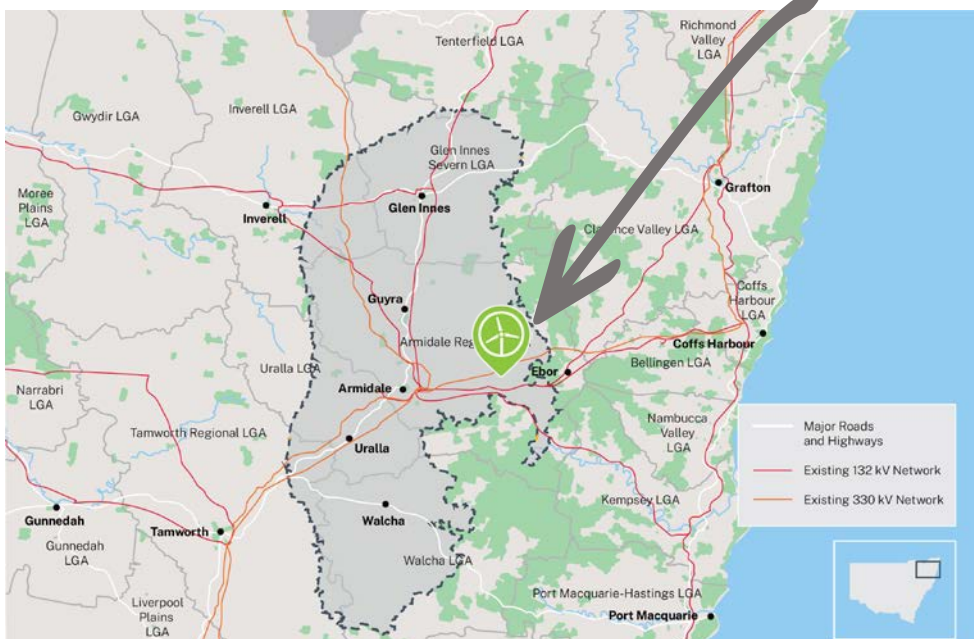 Richmond
Valley
LGA
Tenterfield LGA
Inverell LGA
Gwydir LGA
Glen Innes
Severn LGA
Moree
Plains
LGA
Inverell
Glen Innes
Grafton
Clarence Valley LGA
Guyra
Coffs
Harbour
LGA
Armidale Reg
Coffs Harbour
Bellingen LGA
Uralla LGA
Ebor
Narrabri
LGA
Armidale
Nambucca
Valley
LGA
Tamworth Regional LGA
Uralla
Major Roads
and Highways
Existing 132 kV Network
Existing 330 kV Network
Kempsey LGA
Gunnedah
Walcha
Tamworth
Gunnedah
LGA
Walcha LGA
Liverpool
Plains
LGA
Port Macquarie-Hastings LGA
Port Macquarie